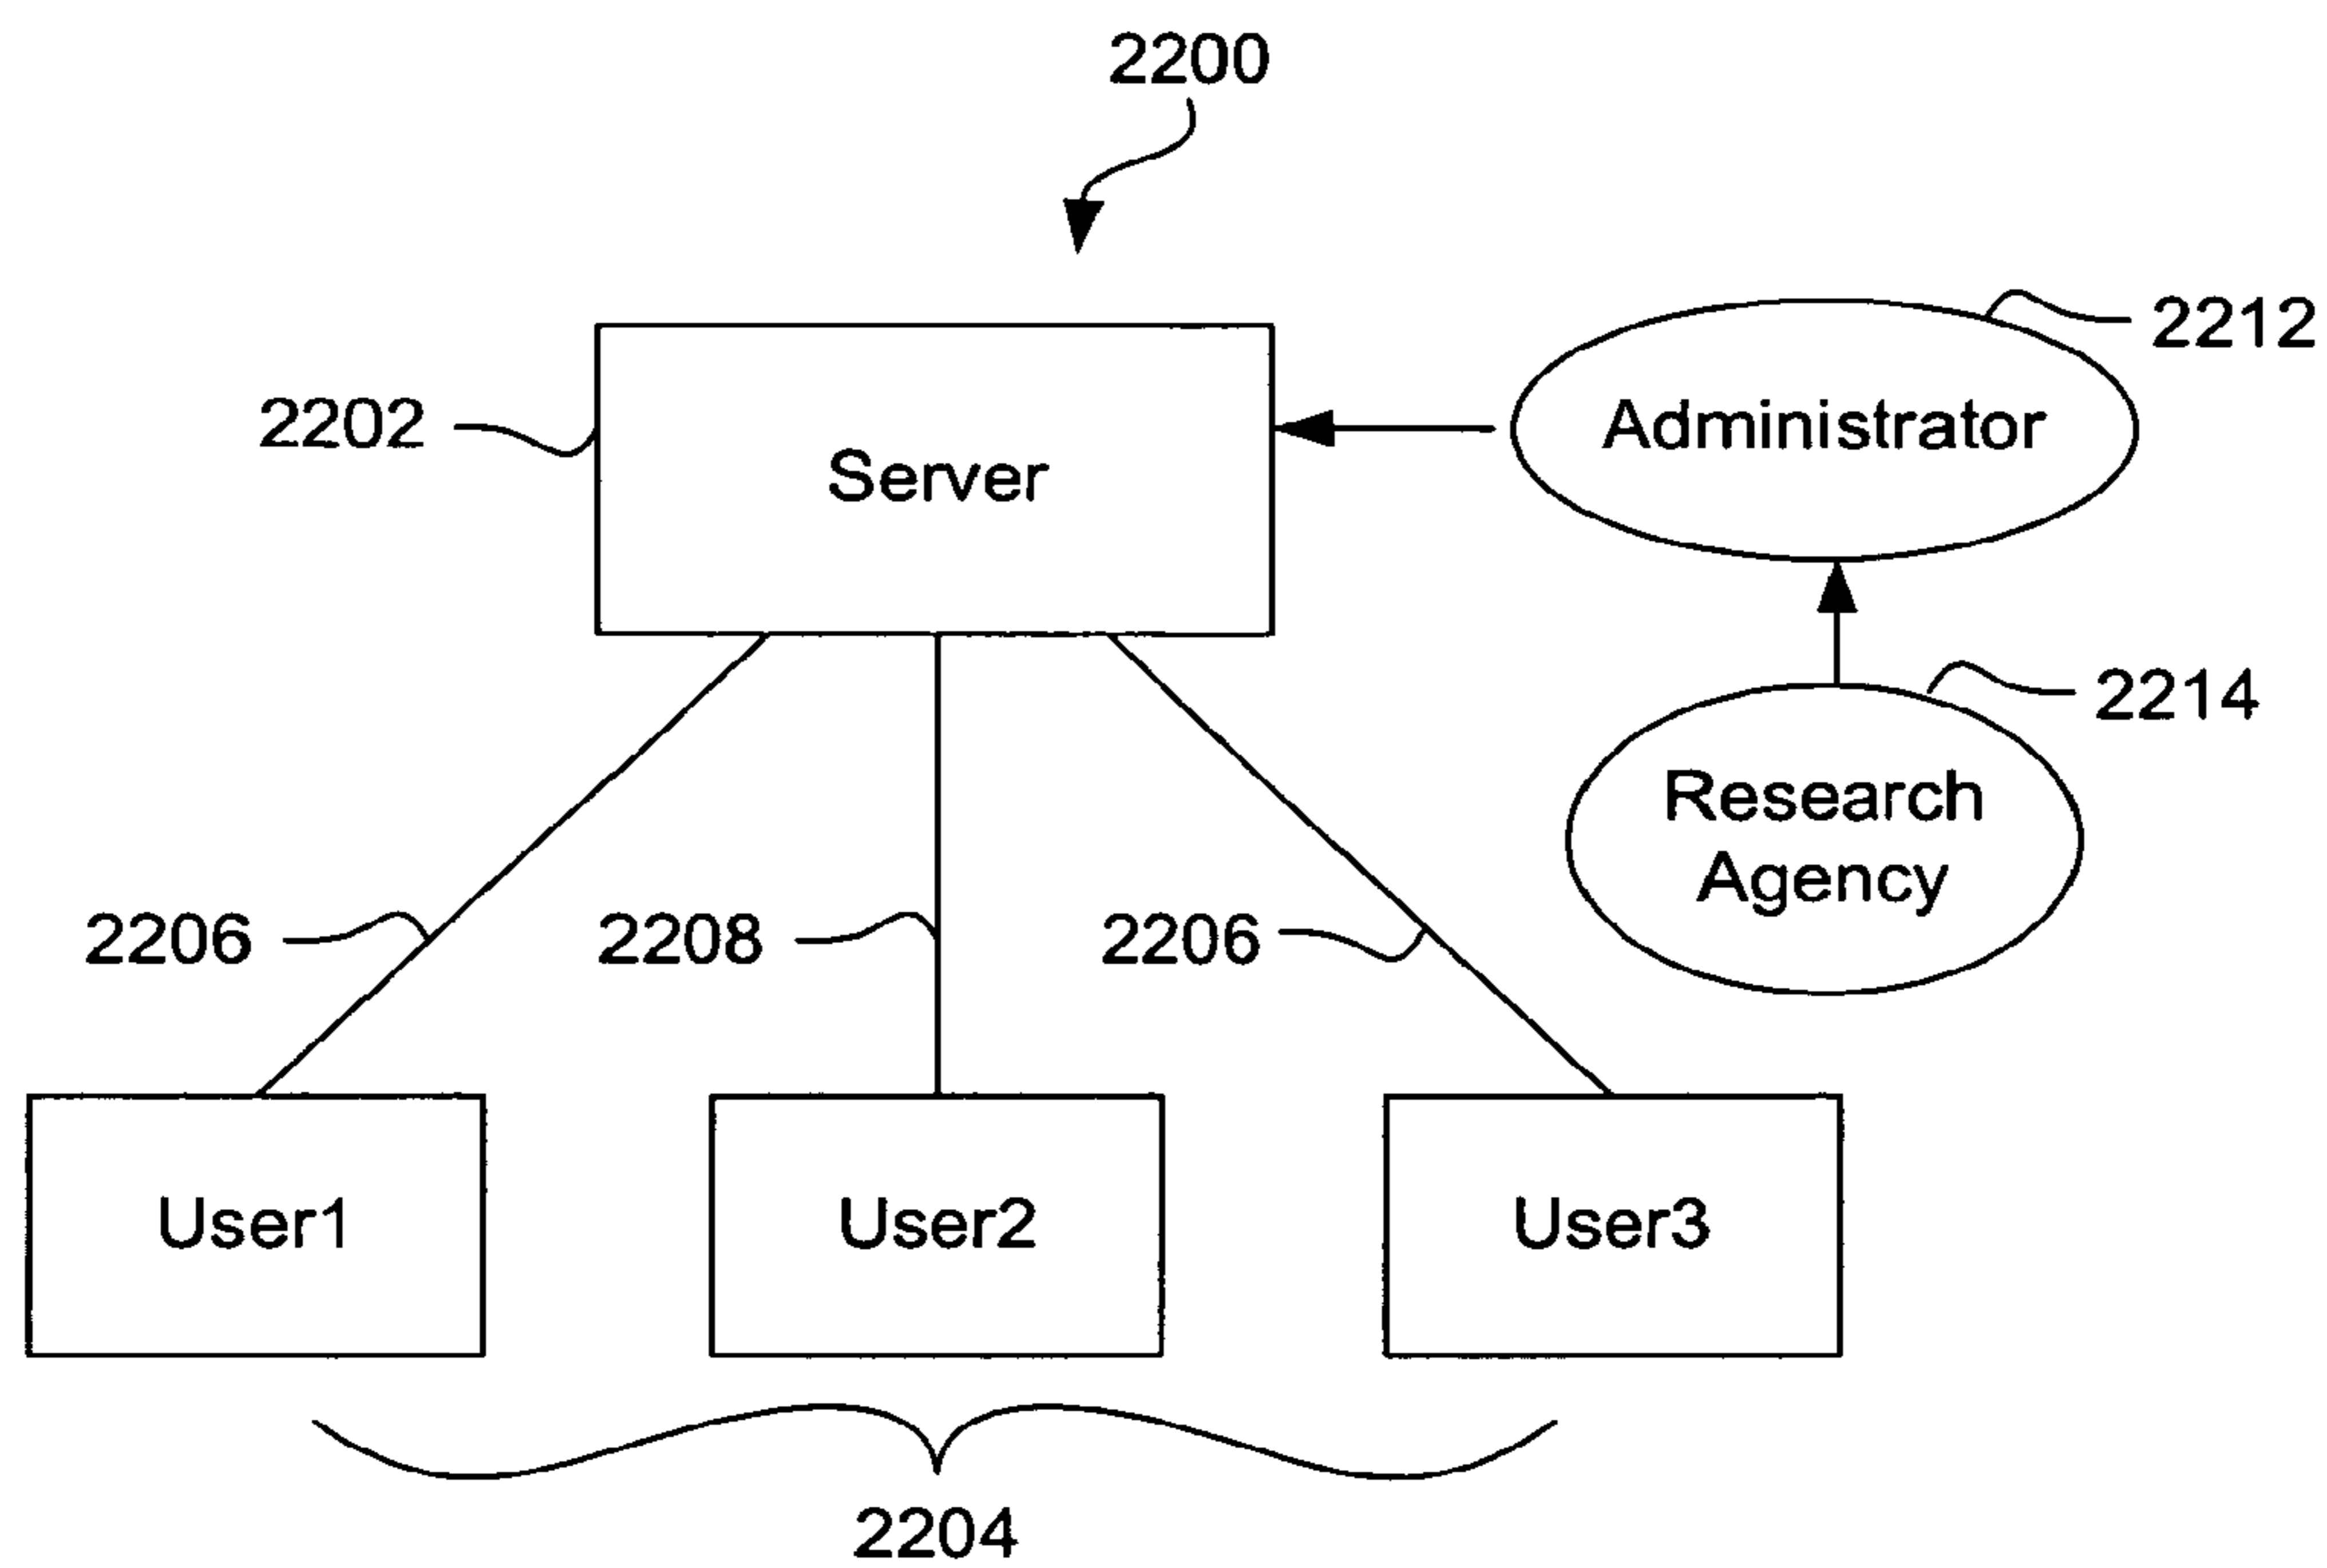 2200
2212
2202
Administrator
Server
2214
Research
Agency
2206
2208
2206
User1
User2
User3
2204